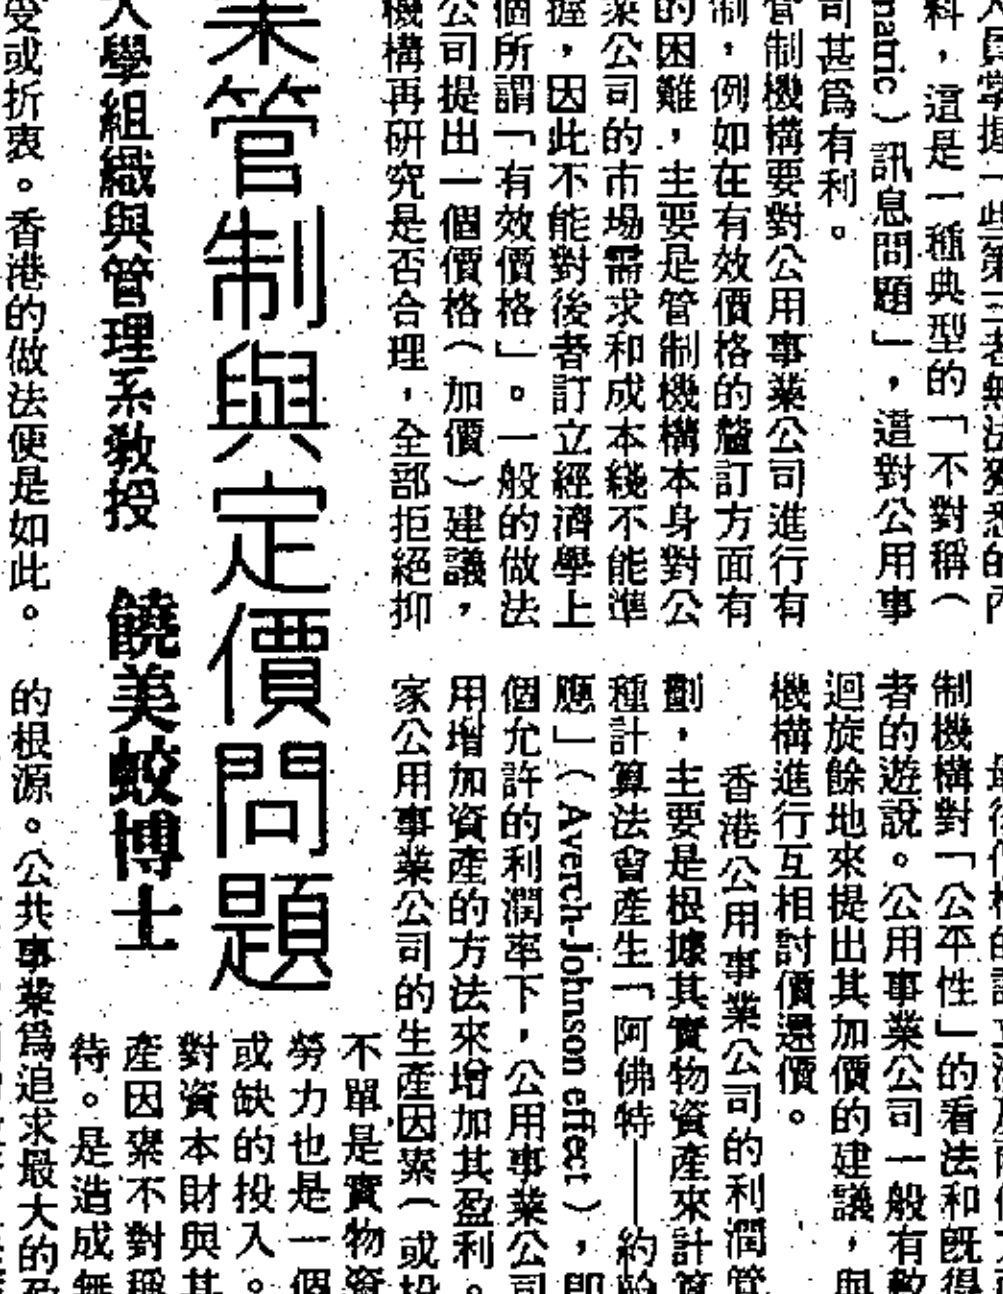 業管制與定價問題
大學組織與管理系教授 饒美蛟博士
料，這是一種典型的「不對稱（
）訊息問題」，這對公用事
司甚爲有利。
管制機構要對公用事業公司進行有
制，例如在有效價格的釐訂方面有
的困難，主要是管制機構本身對公
業公司的市場需求和成本綫不能準
握，因此不能對後者訂立經濟學上
個所謂「有效價格」。一般的做法
公司提出一個價格（加價）建議，
機構再研究是否合理，全部拒絕抑
受或折衷。香港的做法便是如此。
制機構對「公平性」的看法和既得
者的遊說。公用事業公司一般有較
迴旋餘地來提出其加價的建議，與
機構進行互相討價還價。
香港公用事業公司的利潤管
劃，主要是根據其實物資產來計算
種計算法會產生「阿佛特——約
應」（Averch-Johnson effect），即
個允許的利潤率下，公用事業公司
用增加資產的方法來增加其盈利。
家公用事業公司的生產因素（或投
不單是實物資
勞力也是一個
或缺的投入。
對資本財與其
產因素不對稱
待。是造成無
的根源。公共事業爲追求最大的